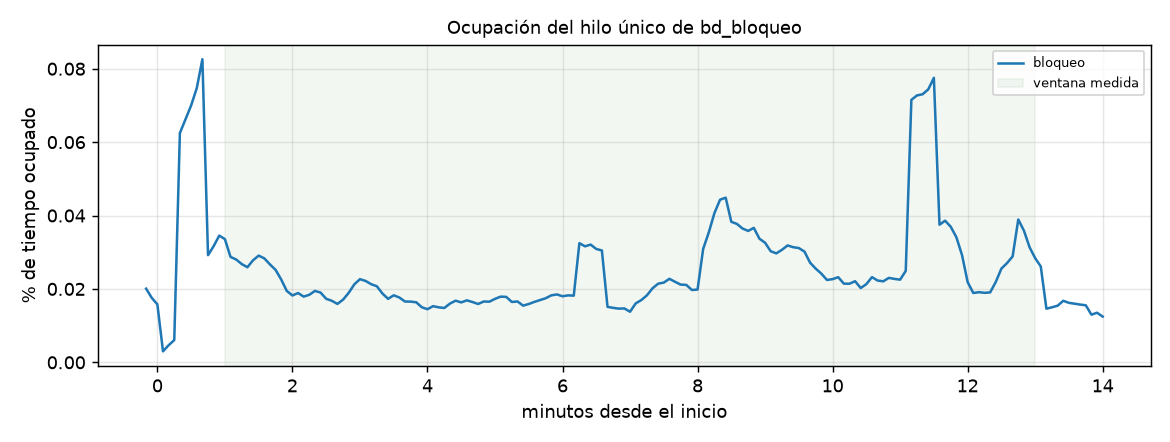 Ocupación del hilo único de bd_bloqueo
bloqueo
ventana medida
% de tiempo ocupado
0.08
0.06
0.04
0.02
0.00
0 2 4 6 8 10 12 14
minutos desde el inicio